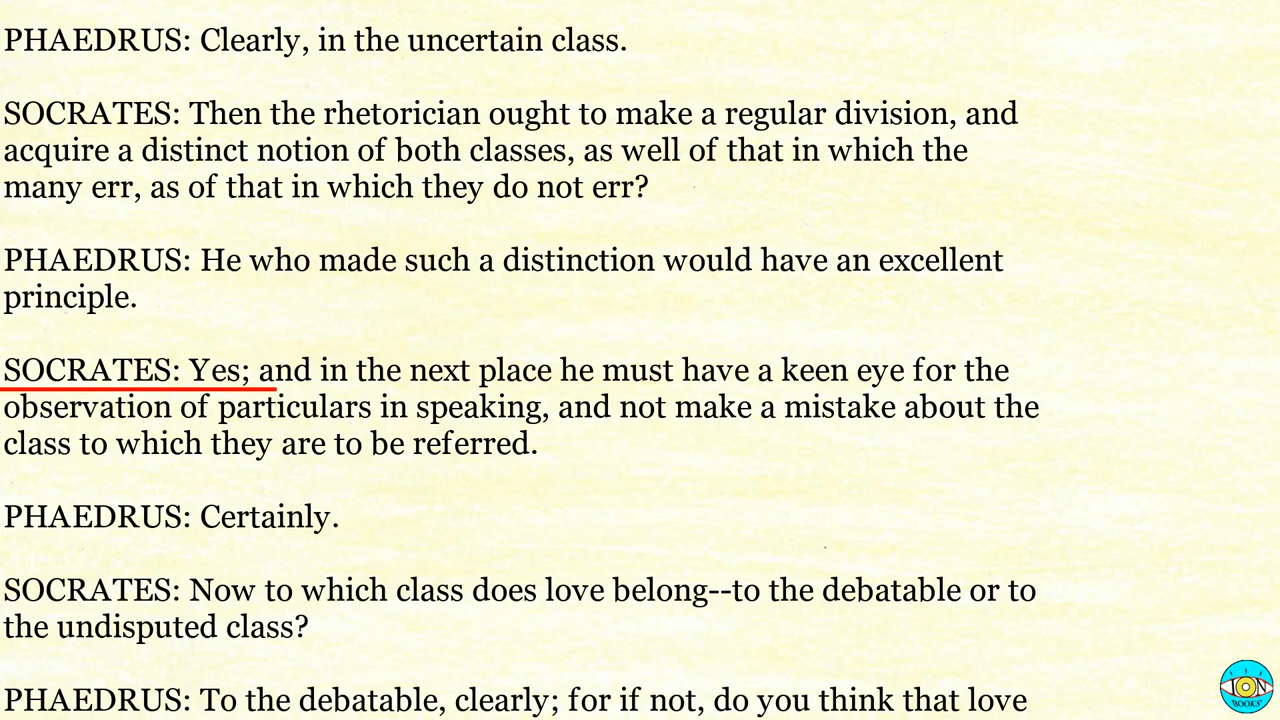 PHAEDRUS: Clearly, in the uncertain class.
SOCRATES: Then the rhetorician ought to make a regular division, and
acquire a distinct notion of both classes, as well of that in which the
many err, as of that in which they do not err?
PHAEDRUS: He who made such a distinction would have an excellent
principle.
SOCRATES: Yes; and in the next place he must have a keen eye for the
observation of particulars in speaking, and not make a mistake about the
class to which they are to be referred.
PHAEDRUS: Certainly.
SOCRATES: Now to which class does love belong--to the debatable or to
the undisputed class?
PHAEDRUS: To the debatable, clearly; for if not, do you think that love
ION
BOOKS